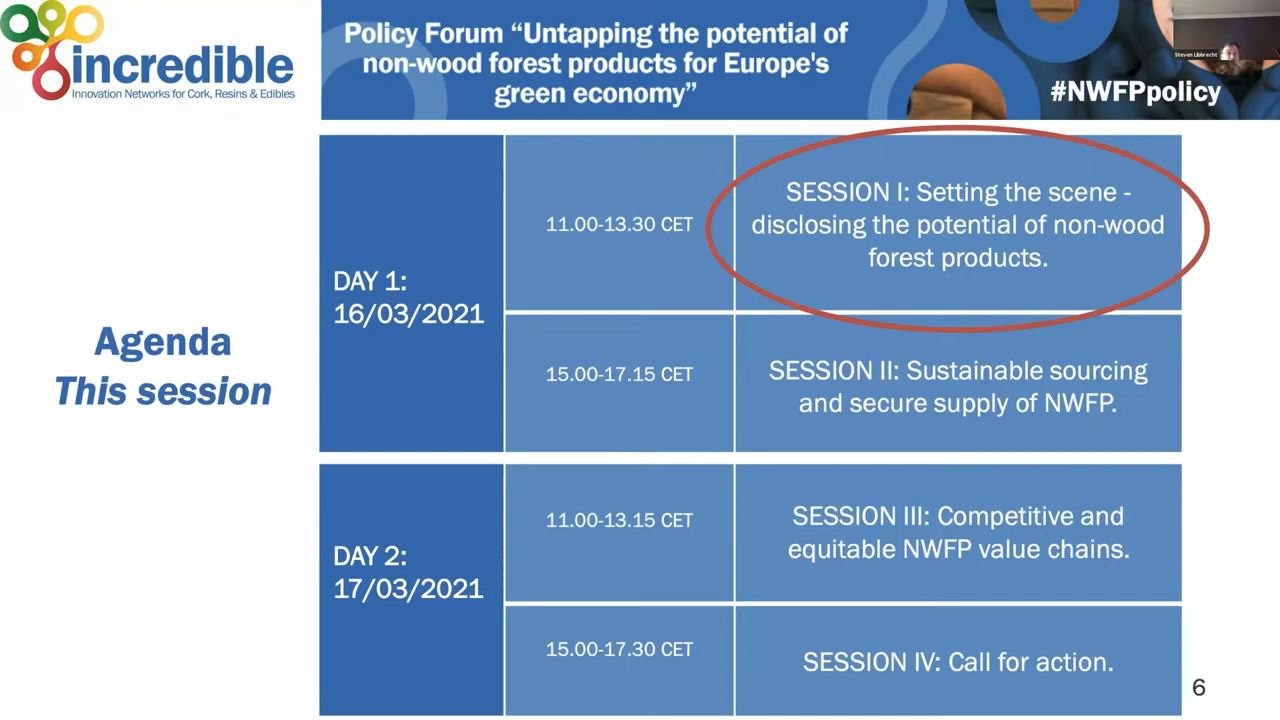 incredible
Innovation Networks for Cork, Resins & Edibles
Policy Forum “Untapping the potential of
non-wood forest products for Europe's
green economy”
#NWFPpolicy
Steven Libbrecht
Agenda
This session
DAY 1:
16/03/2021
11.00-13.30 CET
SESSION I: Setting the scene -
disclosing the potential of non-wood
forest products.
15.00-17.15 CET
SESSION II: Sustainable sourcing
and secure supply of NWFP.
DAY 2:
17/03/2021
11.00-13.15 CET
SESSION III: Competitive and
equitable NWFP value chains.
15.00-17.30 CET
SESSION IV: Call for action.
6